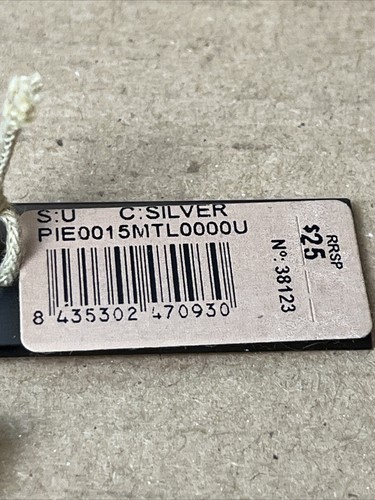 S:U C:SILVER
PIE0015MTL0000U
8 435302 470930
Nº: 38123
$25
RRSP